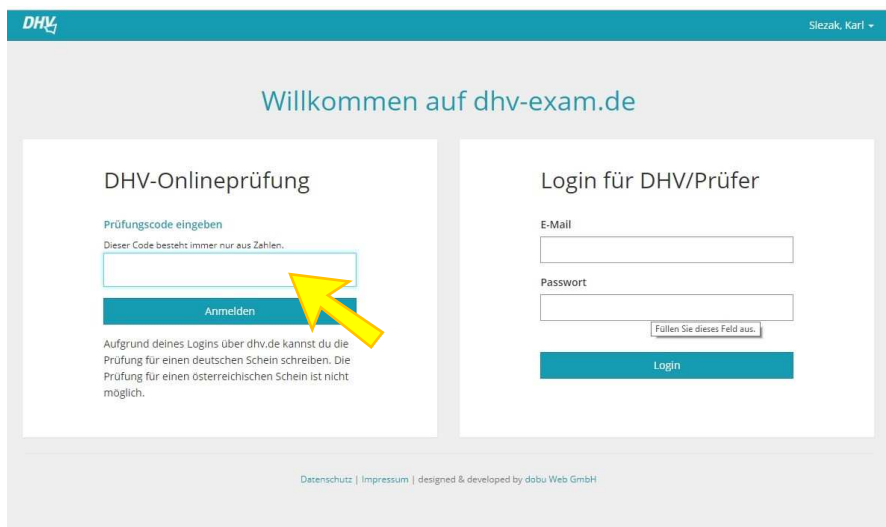 DHV
Slezak, Karl
Willkommen auf dhv-exam.de
DHV-Onlineprüfung
Prüfungscode eingeben
Dieser Code besteht immer nur aus Zahlen.
Anmelden
Aufgrund deines Logins über dhv.de kannst du die
Prüfung für einen deutschen Schein schreiben. Die
Prüfung für einen österreichischen Schein ist nicht
möglich.
Login für DHV/Prüfer
E-Mail
Passwort
Füllen Sie dieses Feld aus.
Login
Datenschutz | Impressum | designed & developed by dobu Web GmbH